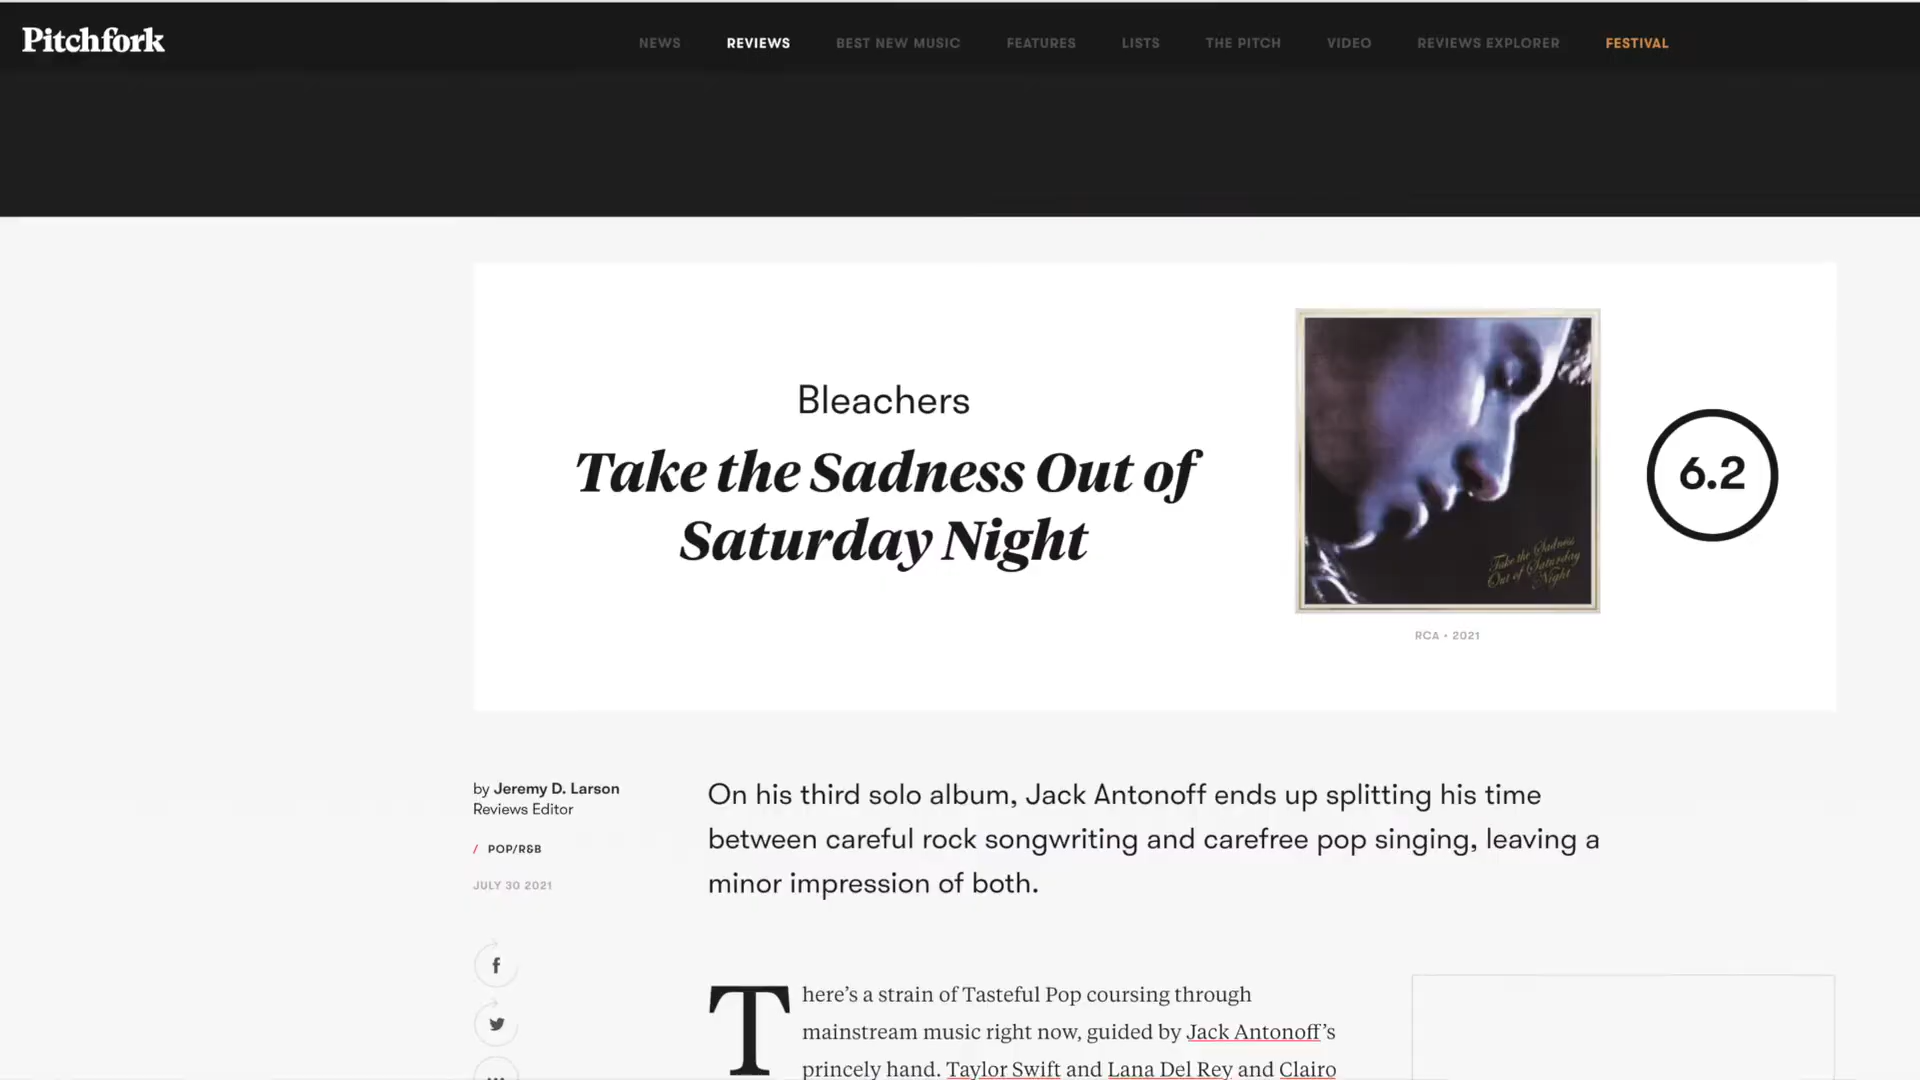 Pitchfork
NEWS REVIEWS BEST NEW MUSIC FEATURES LISTS THE PITCH VIDEO REVIEWS EXPLORER FESTIVAL
Bleachers
Take the Sadness Out of
Saturday Night
Take the Sadness
Out of Saturday
Night
6.2
RCA • 2021
by Jeremy D. Larson
Reviews Editor
/ POP/R&B
JULY 30 2021
On his third solo album, Jack Antonoff ends up splitting his time
between careful rock songwriting and carefree pop singing, leaving a
minor impression of both.
There’s a strain of Tasteful Pop coursing through
mainstream music right now, guided by Jack Antonoff’s
princely hand. Taylor Swift and Lana Del Rey and Clairo